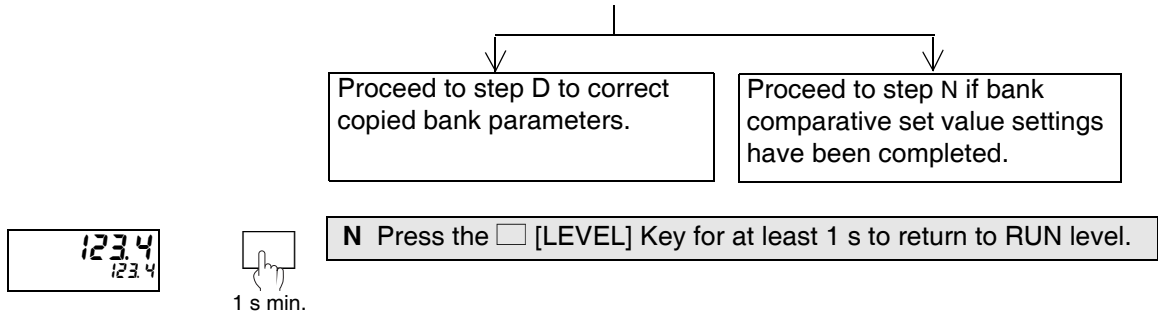 Proceed to step D to correct
copied bank parameters.
Proceed to step N if bank
comparative set value settings
have been completed.
123.4
123.4
1 s min.
N Press the [LEVEL] Key for at least 1 s to return to RUN level.